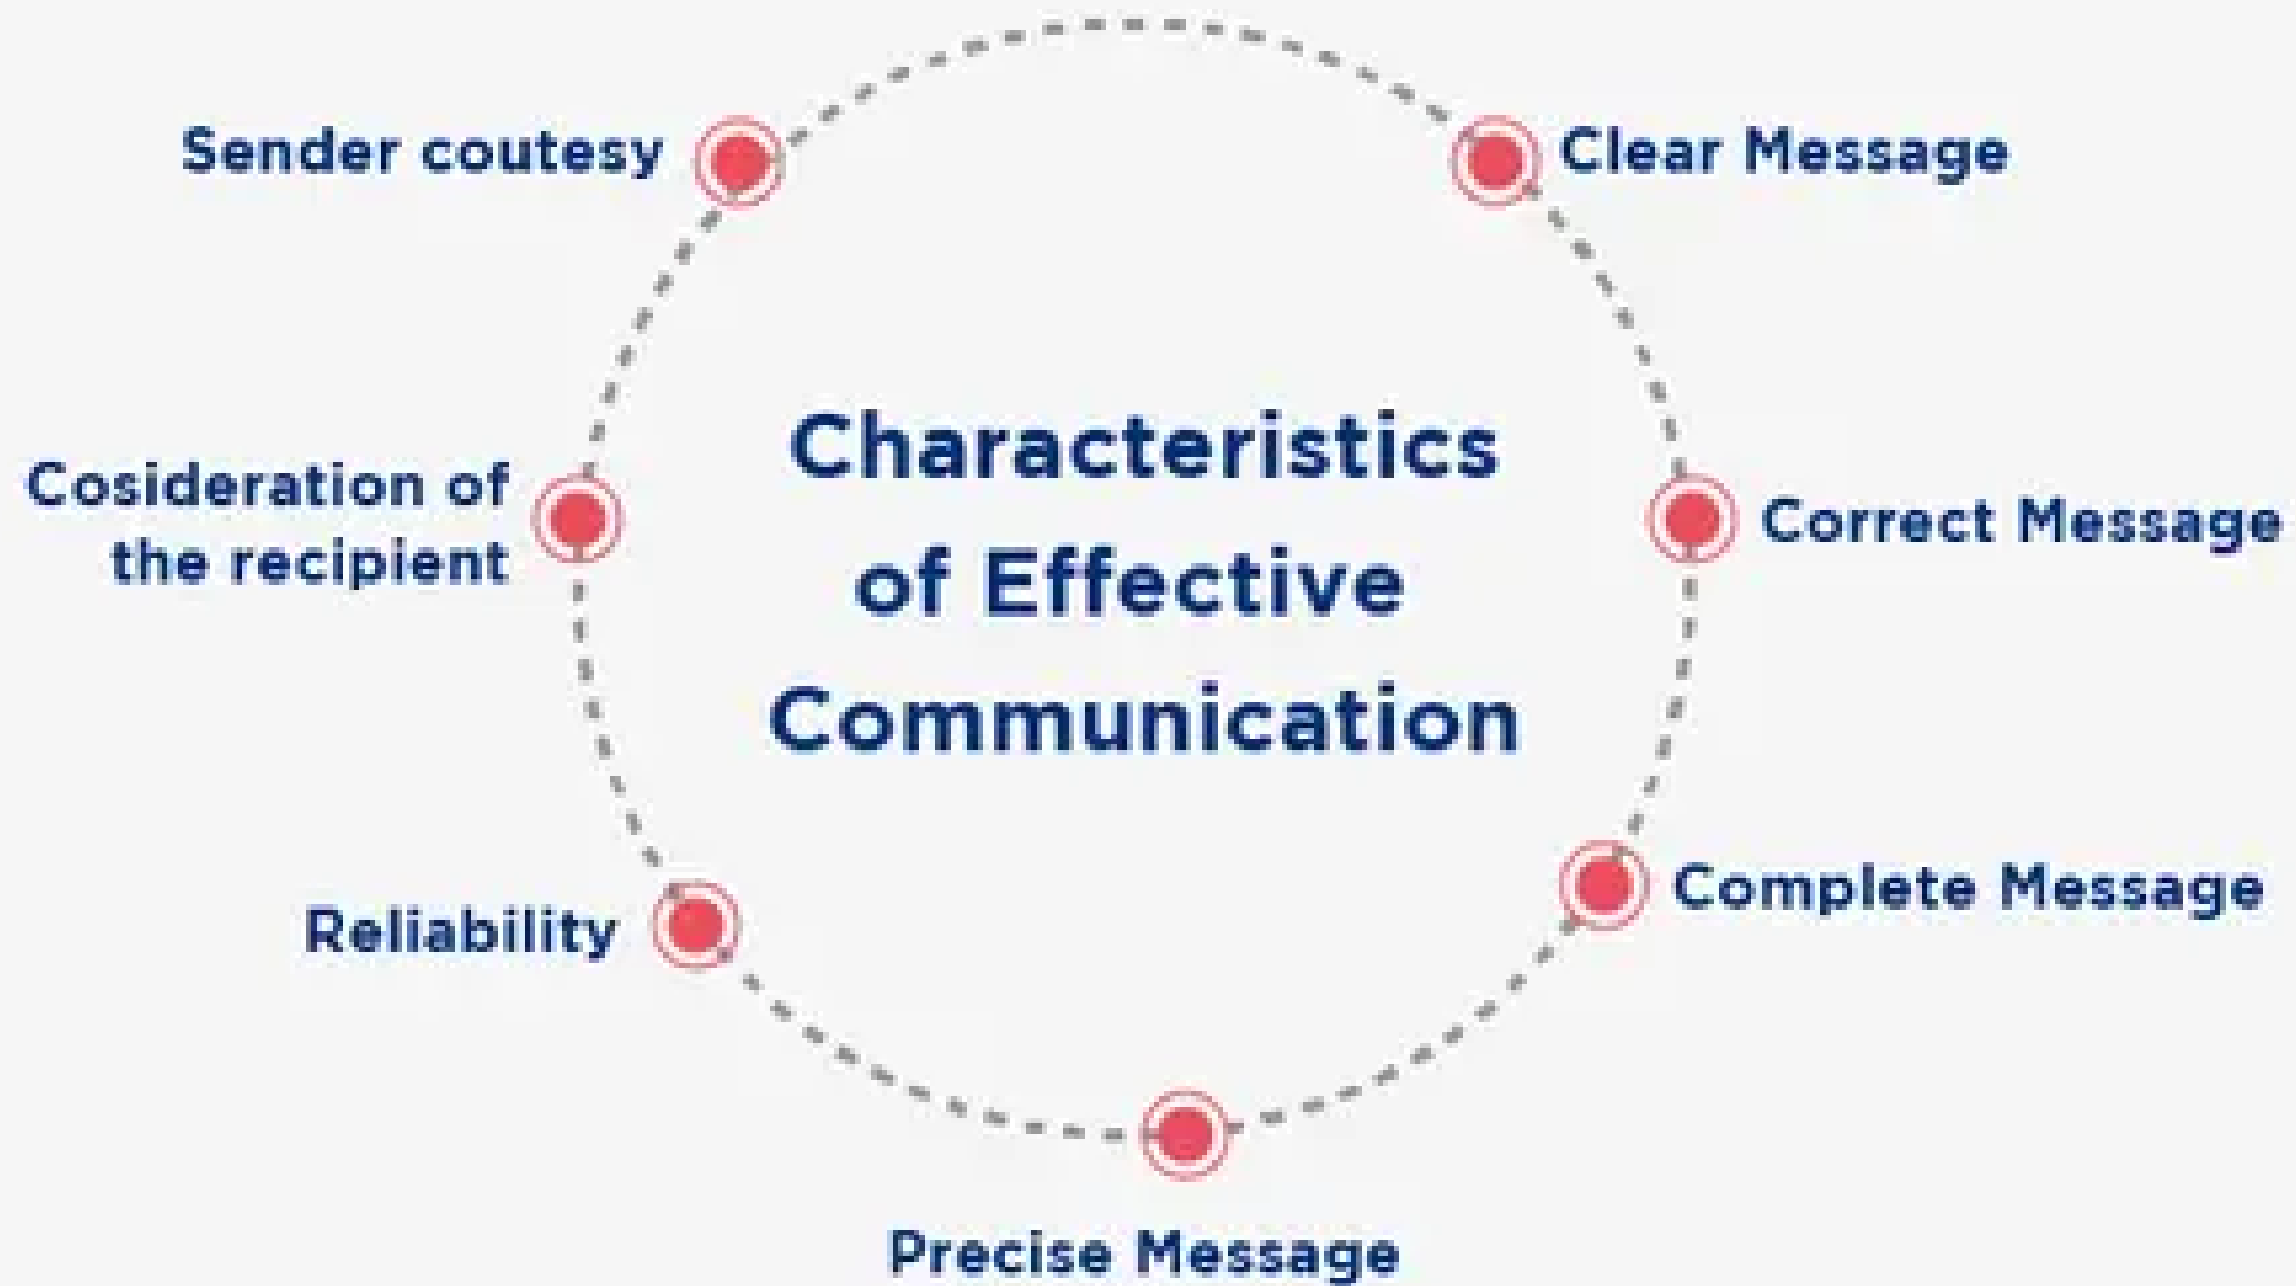 Sender coutesy
Clear Message
Cosideration of
the recipient
Characteristics
of Effective
Communication
Correct Message
Reliability
Complete Message
Precise Message